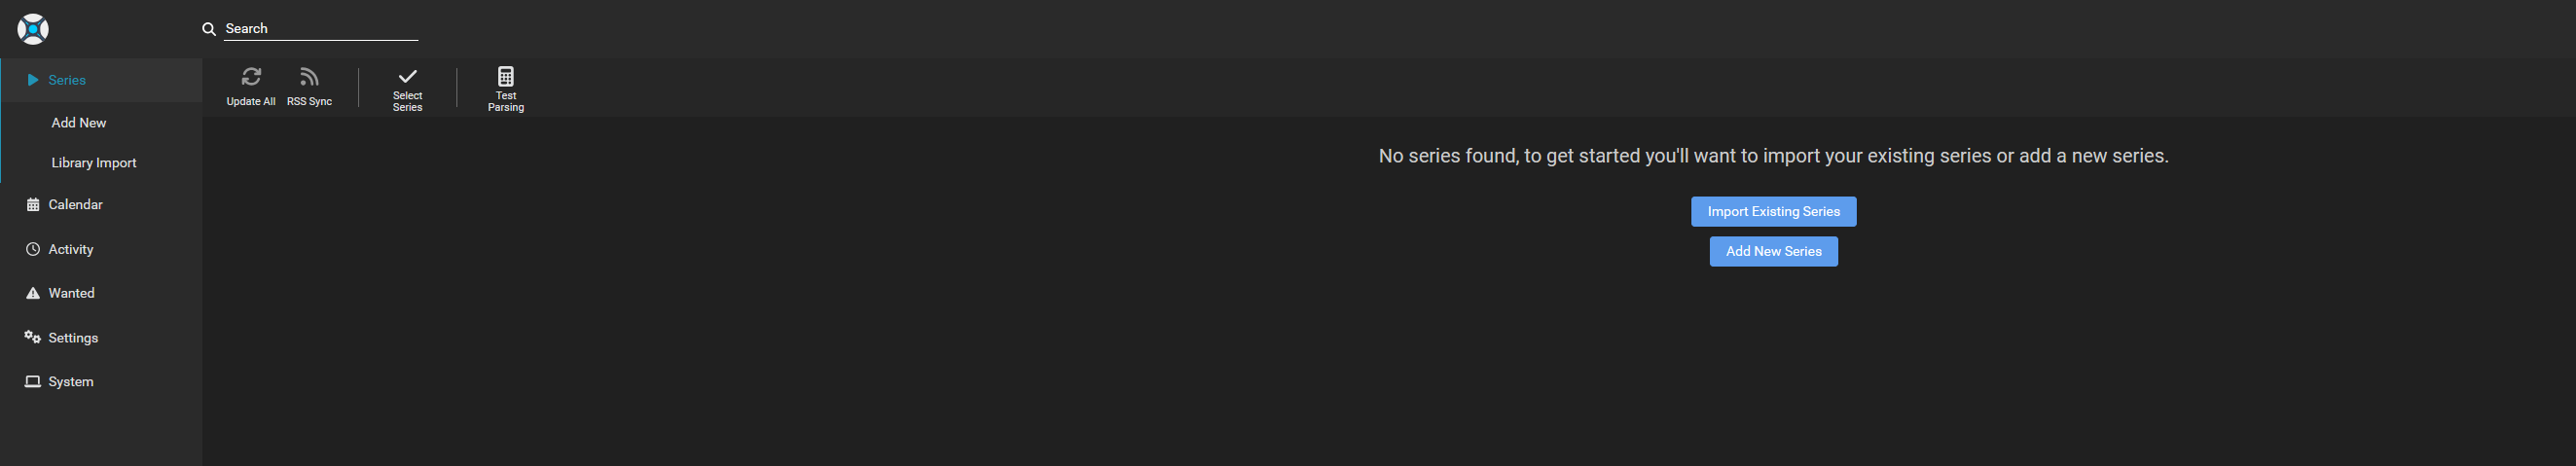 Search
Series
Add New
Library Import
Calendar
Activity
Wanted
Settings
System
Update All
RSS Sync
Select
Series
Test
Parsing
No series found, to get started you'll want to import your existing series or add a new series.
Import Existing Series
Add New Series